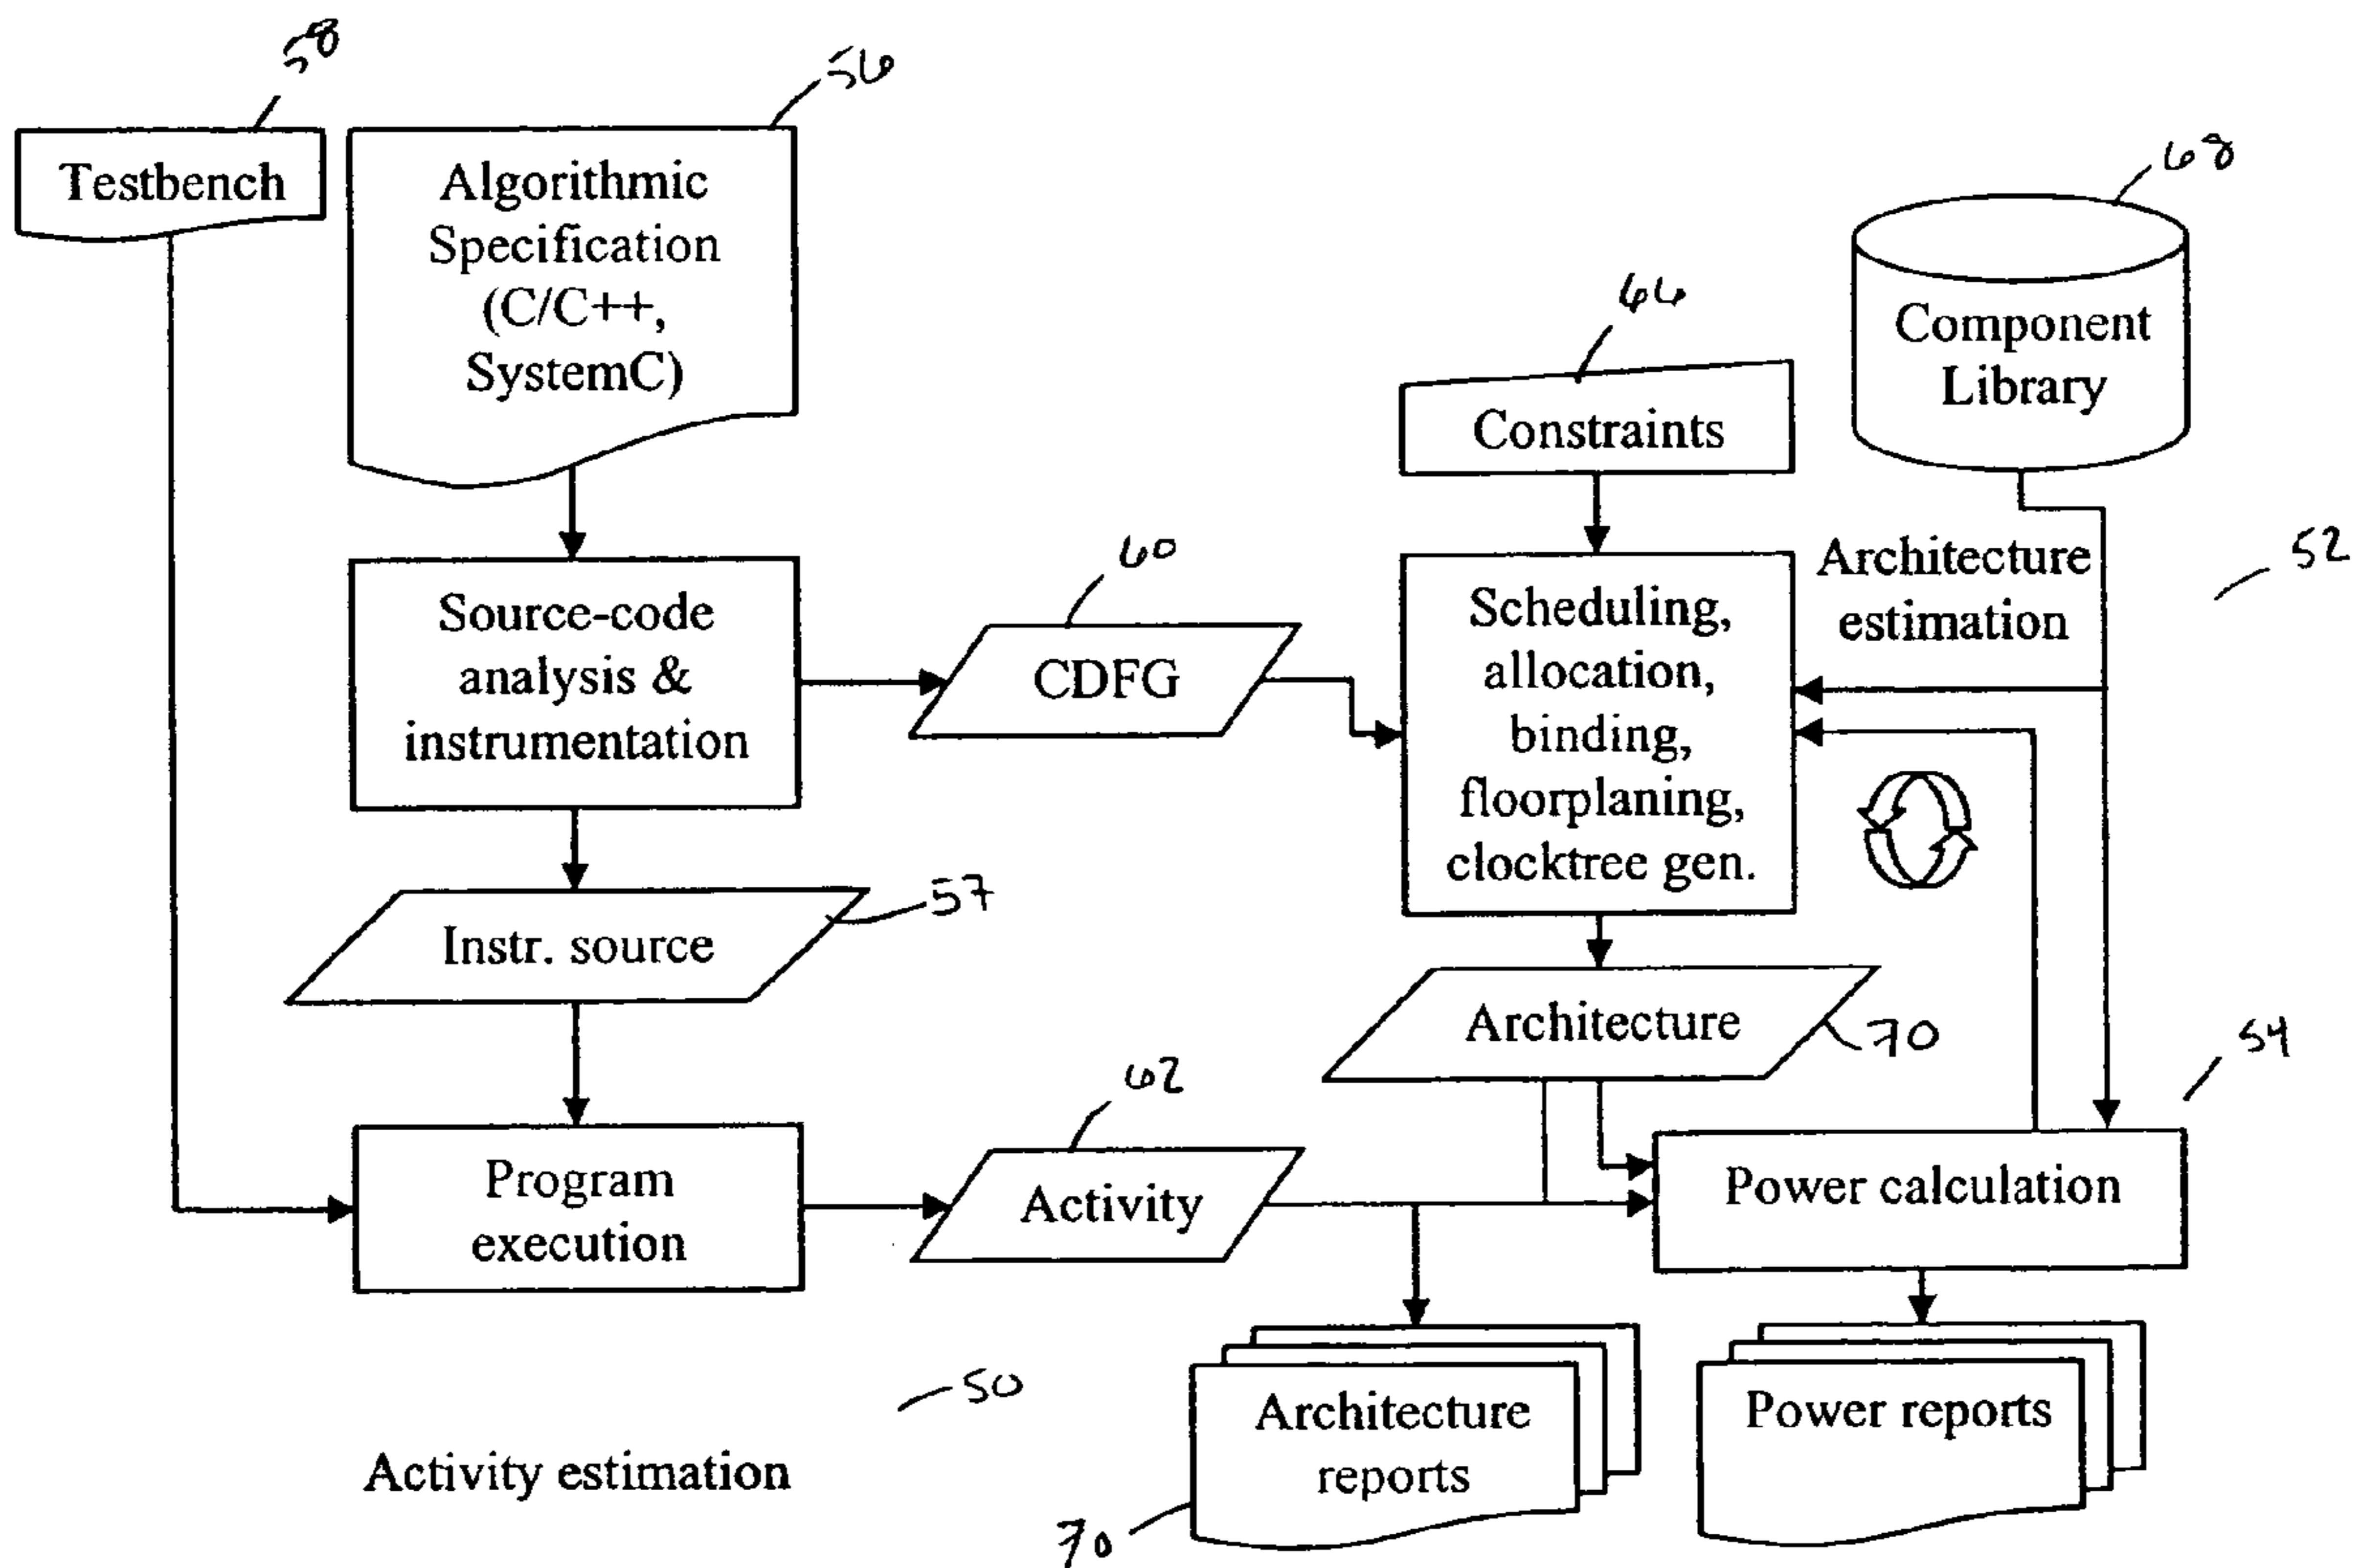 58
56
Testbench
Algorithmic
Specification
(C/C++,
SystemC)
68
Component
Library
66
Constraints
Architecture
estimation
52
Source-code
analysis &
instrumentation
60
CDFG
Scheduling,
allocation,
binding,
floorplaning,
clocktree gen.
57
Instr. source
Architecture
70
54
62
Program
execution
Activity
Power calculation
50
Activity estimation
Architecture
reports
70
Power reports